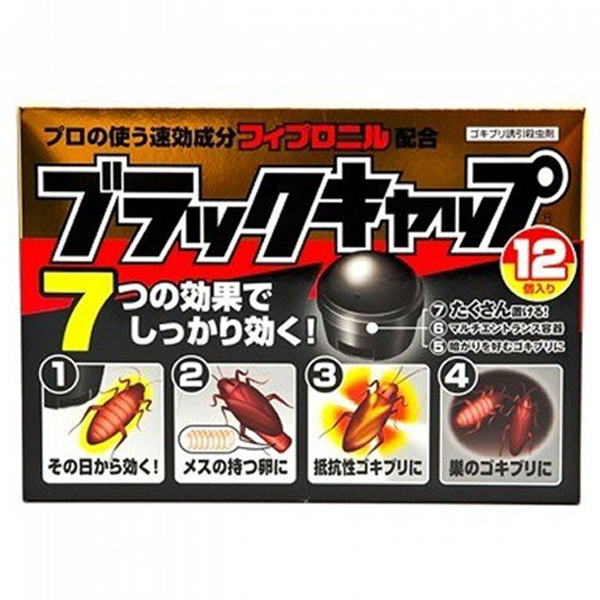 プロの使う速効成分フィプロニル配合
ゴキブリ誘引殺虫剤
ブラックキャップ®
12
個入り
7つの効果で
しっかり効く!
⑦たくさん置ける!
⑥マルチエントランス容器
⑤暗がりを好むゴキブリに
1
その日から効く!
2
メスの持つ卵に
3
抵抗性ゴキブリに
4
巣のゴキブリに